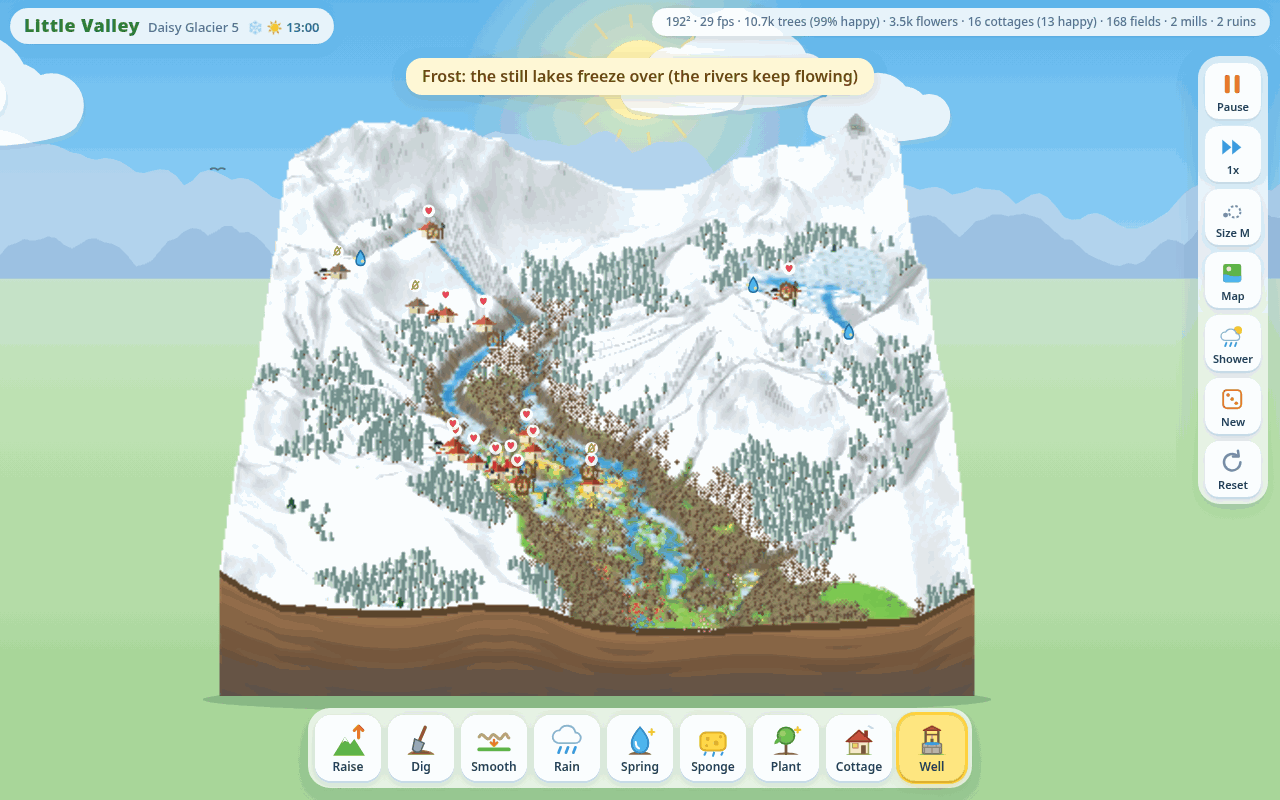 Little Valley Daisy Glacier 5 13:00
192² · 29 fps · 10.7k trees (99% happy) · 3.5k flowers · 16 cottages (13 happy) · 168 fields · 2 mills · 2 ruins
Frost: the still lakes freeze over (the rivers keep flowing)
Pause
1x
Size M
Map
Shower
New
Reset
Raise
Dig
Smooth
Rain
Spring
Sponge
Plant
Cottage
Well